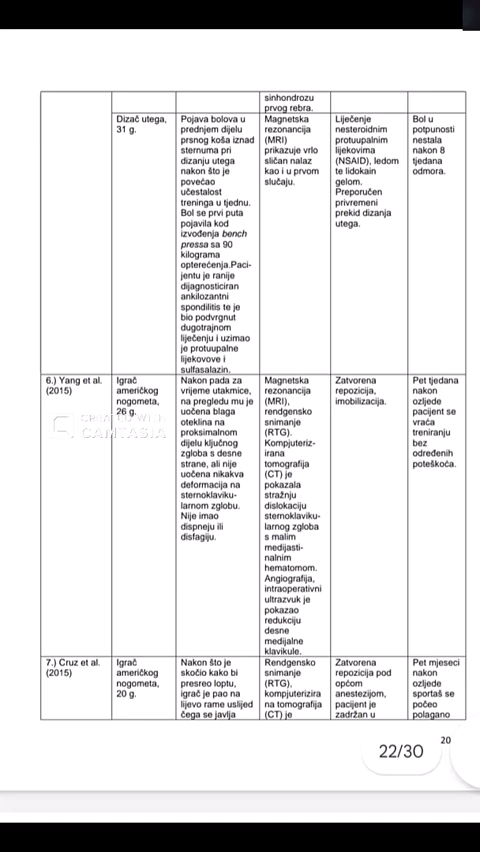 sinhondrozu
prvog rebra.
Dizač utega,
31 g.
Pojava bolova u
prednjem dijelu
prsnog koša iznad
sternuma pri
dizanju utega
nakon što je
povećao
učestalost
treninga u tjednu.
Bol se prvi puta
pojavila kod
izvođenja bench
pressa sa 90
kilograma
opterećenja.Paci-
jentu je ranije
dijagnosticiran
ankilozantni
spondilitis te je
bio podvrgnut
dugotrajnom
liječenju i uzimao
je protuupalne
lijekovove i
sulfasalazin.
Magnetska
rezonancija
(MRI)
prikazuje vrlo
sličan nalaz
kao i u prvom
slučaju.
Liječenje
nesteroidnim
protuupalnim
lijekovima
(NSAID), ledom
te lidokain
gelom.
Preporučen
privremeni
prekid dizanja
utega.
Bol u
potpunosti
nestala
nakon 8
tjedana
odmora.
6.) Yang et al.
(2015)
Igrač
američkog
nogometa,
26 g.
Nakon pada za
vrijeme utakmice,
na pregledu mu je
uočena blaga
oteklina na
proksimalnom
dijelu ključnog
zgloba s desne
strane, ali nije
uočena nikakva
deformacija na
sternoklaviku-
larnom zglobu.
Nije imao
dispneju ili
disfagiju.
Magnetska
rezonancija
(MRI),
rendgensko
snimanje
(RTG).
Kompjuteriz-
irana
tomografija
(CT) je
pokazala
stražnju
dislokaciju
sternoklaviku-
larnog zgloba
s malim
medijasti-
nalnim
hematomom.
Angiografija,
intraoperativni
ultrazvuk je
pokazao
redukciju
desne
medijalne
klavikule.
Zatvorena
repozicija,
imobilizacija.
Pet tjedana
nakon
ozljede
pacijent se
vraća
treniranju
bez
određenih
poteškoća.
CREATED WITH
CAMTASIA
7.) Cruz et al.
(2015)
Igrač
američkog
nogometa,
20 g.
Nakon što je
skočio kako bi
presreo loptu,
igrač je pao na
lijevo rame uslijed
čega se javlja
Rendgensko
snimanje
(RTG),
kompjuterizira
na tomografija
(CT) je
Zatvorena
repozicija pod
općom
anestezijom,
pacijent je
zadržan u
Pet mjeseci
nakon
ozljede
sportaš se
počeo
polagano
20
22/30